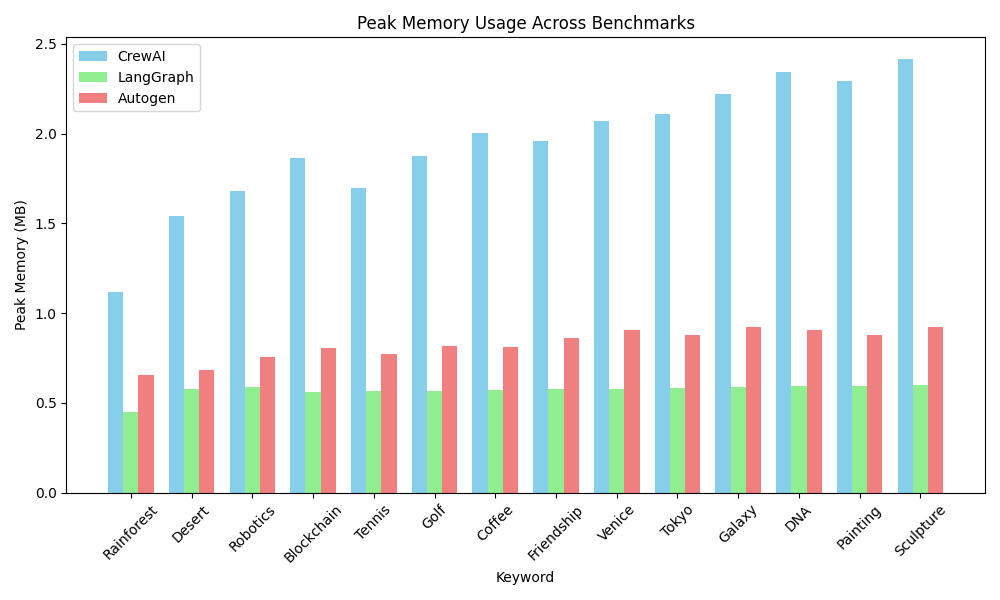 Peak Memory Usage Across Benchmarks
CrewAI
LangGraph
Autogen
Peak Memory (MB)
2.5
2.0
1.5
1.0
0.5
0.0
Rainforest
Desert
Robotics
Blockchain
Tennis
Golf
Coffee
Friendship
Venice
Tokyo
Galaxy
DNA
Painting
Sculpture
Keyword